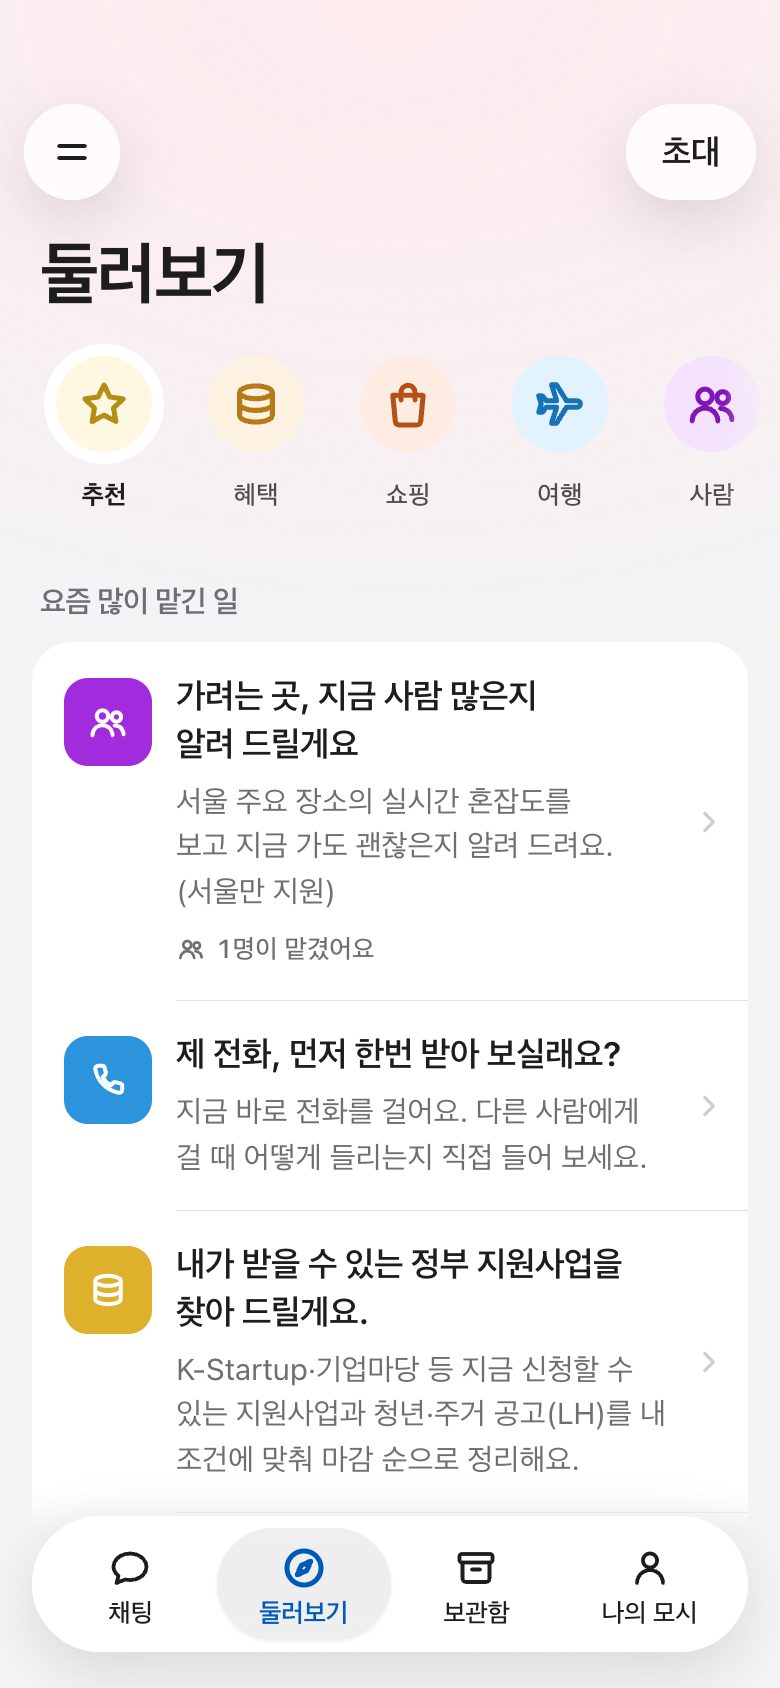 초대
둘러보기
추천
혜택
쇼핑
여행
사람
요즘 많이 맡긴 일
가려는 곳, 지금 사람 많은지
알려 드릴게요
서울 주요 장소의 실시간 혼잡도를
보고 지금 가도 괜찮은지 알려 드려요.
(서울만 지원)
1명이 맡겼어요
제 전화, 먼저 한번 받아 보실래요?
지금 바로 전화를 걸어요. 다른 사람에게
걸 때 어떻게 들리는지 직접 들어 보세요.
내가 받을 수 있는 정부 지원사업을
찾아 드릴게요.
K-Startup·기업마당 등 지금 신청할 수
있는 지원사업과 청년·주거 공고(LH)를 내
조건에 맞춰 마감 순으로 정리해요.
채팅
둘러보기
보관함
나의 모시